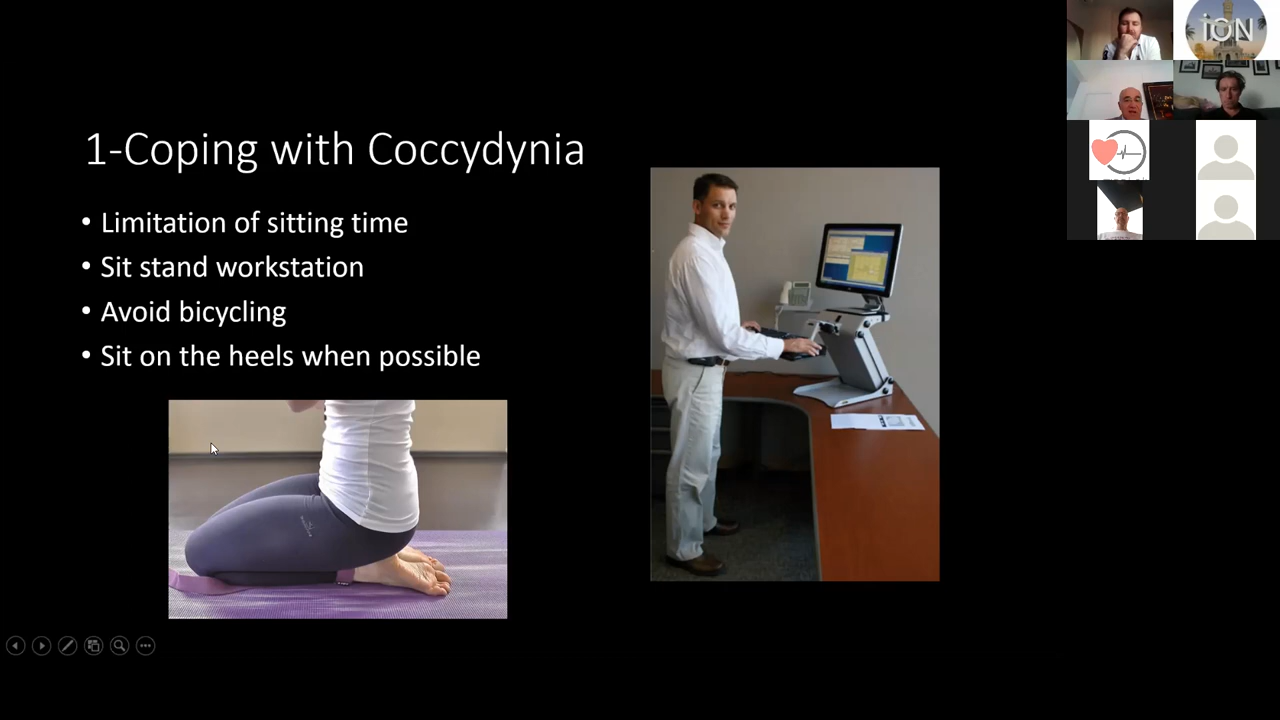 1-Coping with Coccydynia
• Limitation of sitting time
• Sit stand workstation
• Avoid bicycling
• Sit on the heels when possible
iON